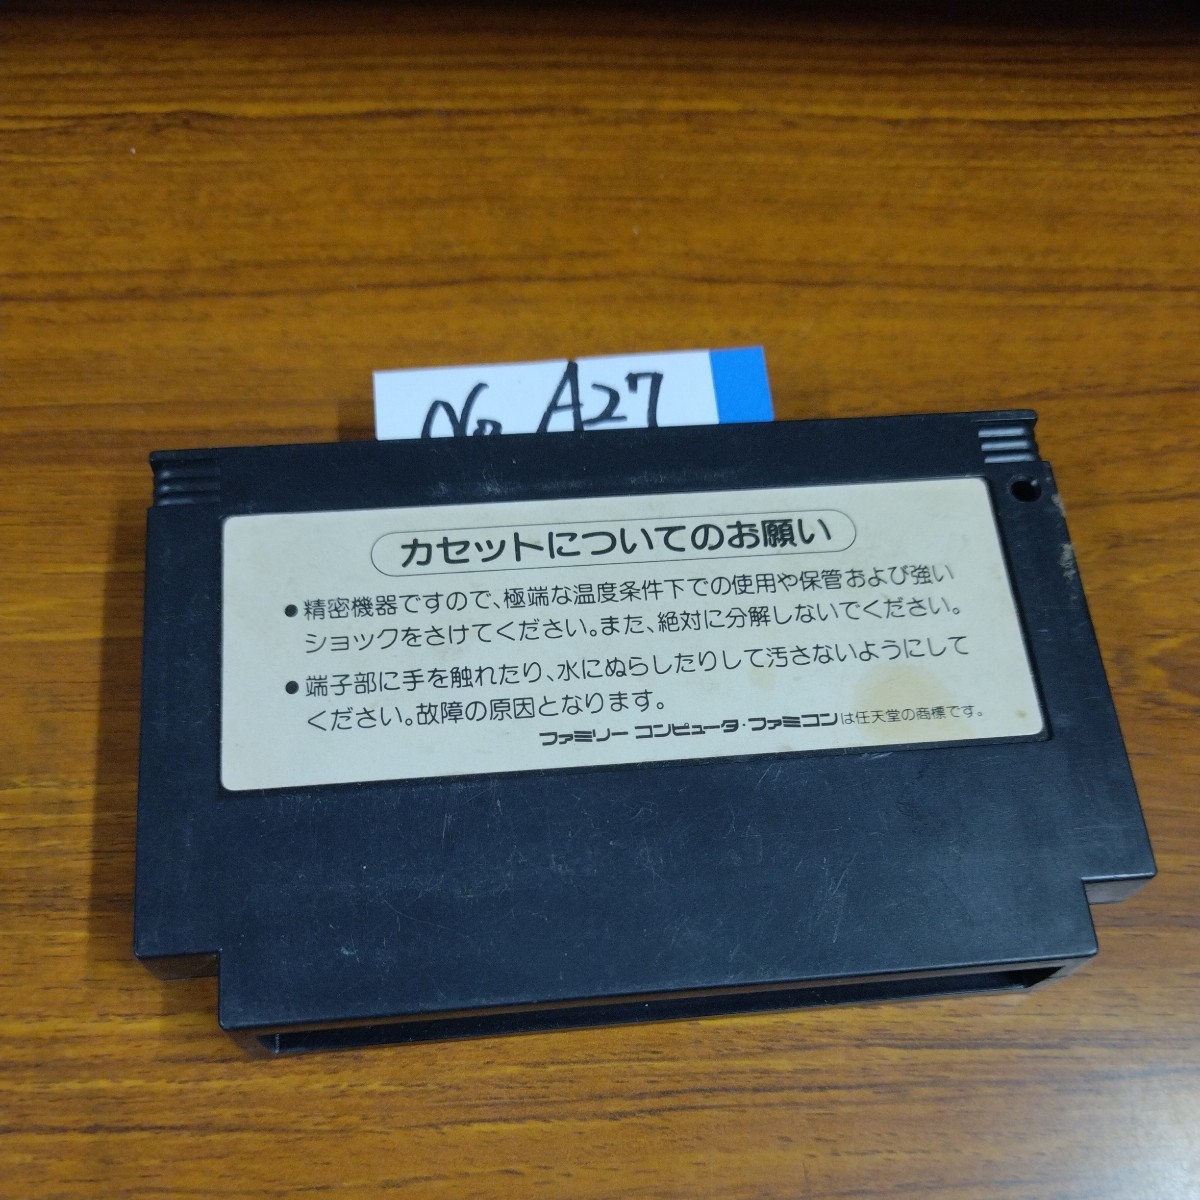 No. A27
カセットについてのお願い
●精密機器ですので、極端な温度条件下での使用や保管および強い
ショックをさけてください。また、絶対に分解しないでください。
●端子部に手を触れたり、水にぬらしたりして汚さないようにして
ください。故障の原因となります。
ファミリー コンピュータ・ファミコンは任天堂の商標です。